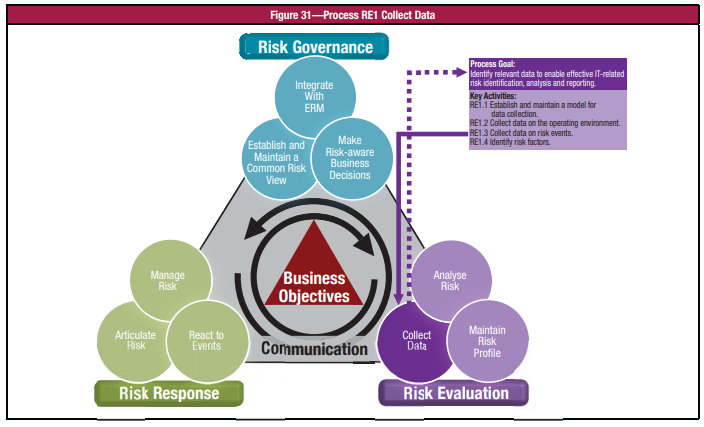 Figure 31—Process RE1 Collect Data
Risk Governance
Integrate
With
ERM
Establish and
Maintain a
Common Risk
View
Make
Risk-aware
Business
Decisions
Process Goal:
Identify relevant data to enable effective IT-related
risk identification, analysis and reporting.
Key Activities:
RE1.1 Establish and maintain a model for
data collection.
RE1.2 Collect data on the operating environment.
RE1.3 Collect data on risk events.
RE1.4 Identify risk factors.
Business
Objectives
Communication
Manage
Risk
Articulate
Risk
React to
Events
Risk Response
Analyse
Risk
Collect
Data
Maintain
Risk
Profile
Risk Evaluation